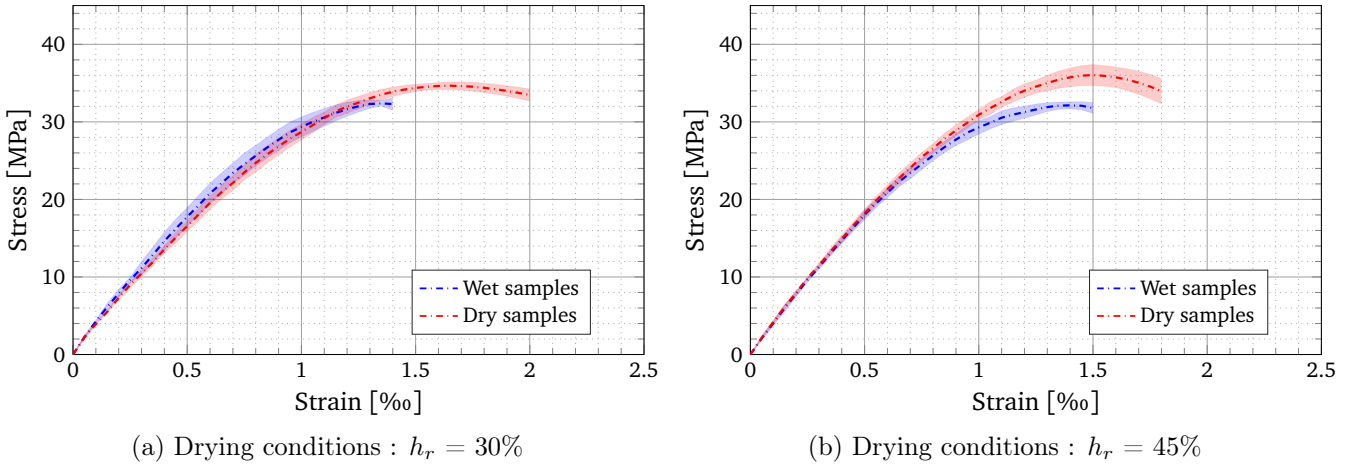 40
30
20
10
0
Stress [MPa]
0 0.5 1 1.5 2 2.5
Strain [‰]
Wet samples
Dry samples
(a) Drying conditions : h_r = 30%
40
30
20
10
0
Stress [MPa]
0 0.5 1 1.5 2 2.5
Strain [‰]
Wet samples
Dry samples
(b) Drying conditions : h_r = 45%